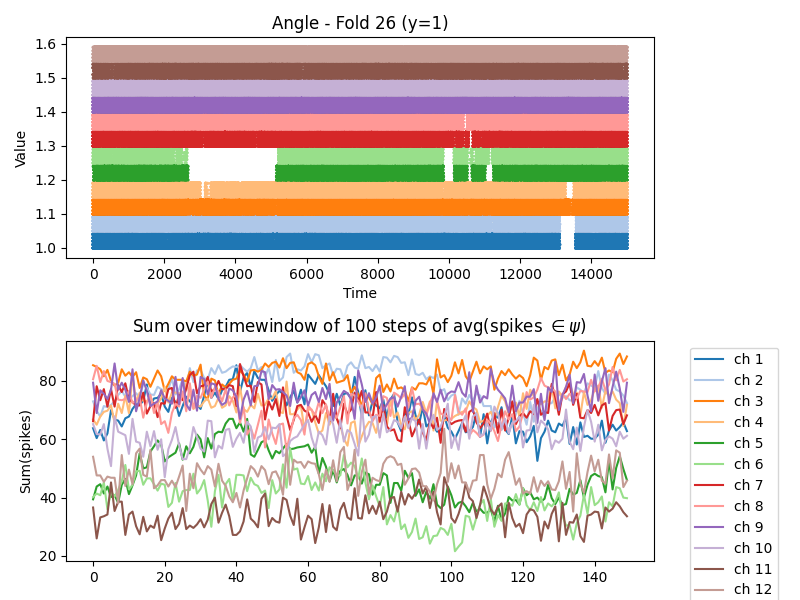 Angle - Fold 26 (y=1)
1.6
1.5
1.4
1.3
1.2
1.1
1.0
Value
0 2000 4000 6000 8000 10000 12000 14000
Time
Sum over timewindow of 100 steps of avg(spikes ∈ψ)
80
60
40
20
Sum(spikes)
0 20 40 60 80 100 120 140
ch 1
ch 2
ch 3
ch 4
ch 5
ch 6
ch 7
ch 8
ch 9
ch 10
ch 11
ch 12